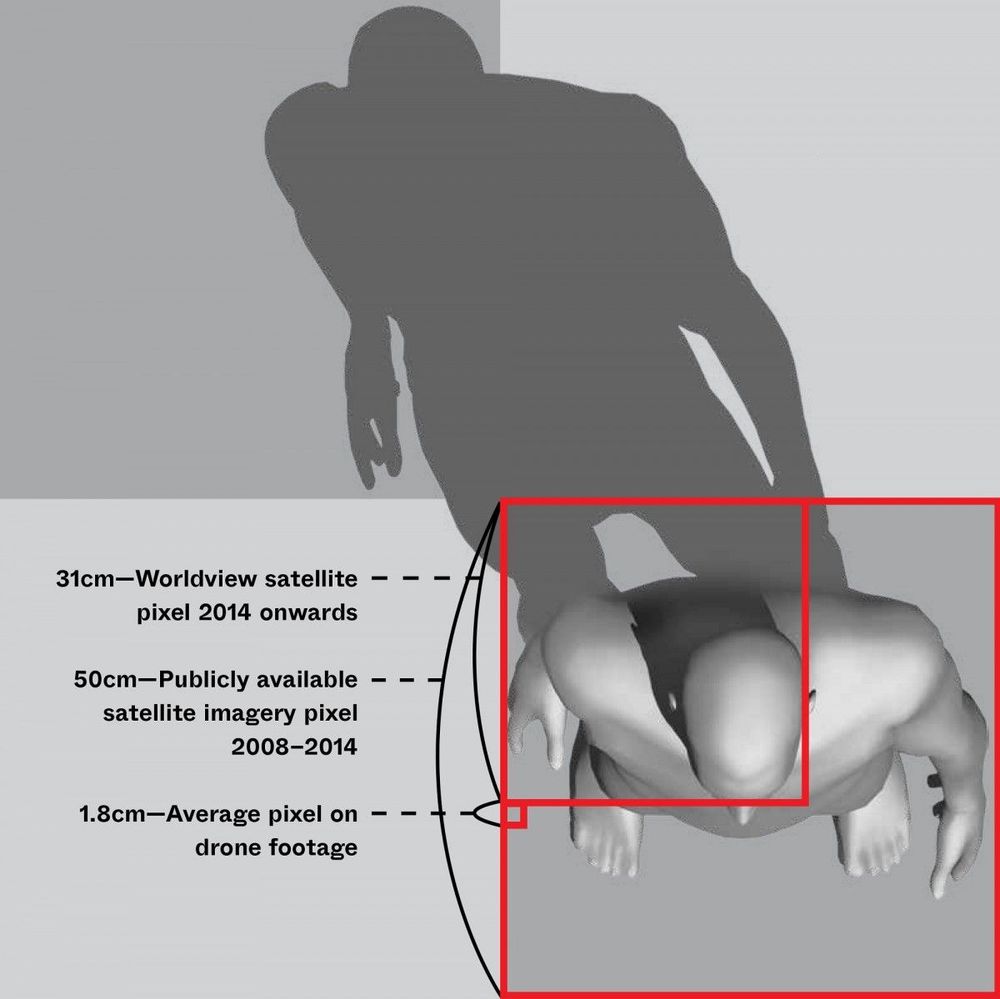 31cm—Worldview satellite
pixel 2014 onwards
50cm—Publicly available
satellite imagery pixel
2008–2014
1.8cm—Average pixel on
drone footage